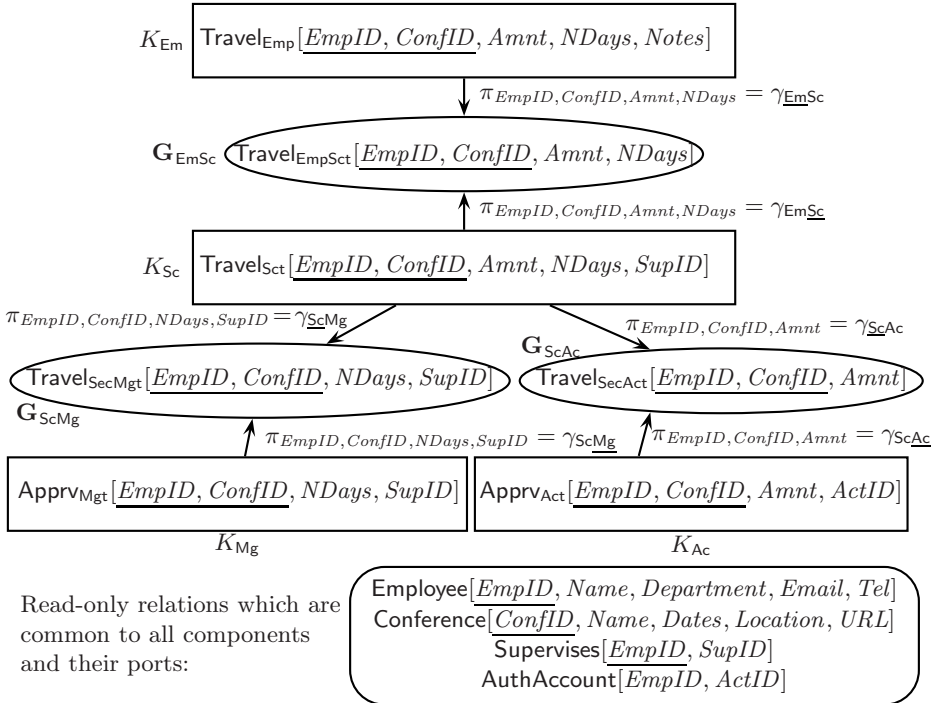 K_Em Travel_Emp[EmpID, ConfID, Amnt, NDays, Notes]
π_EmpID,ConfID,Amnt,NDays = γ_EmSc
G_EmSc Travel_EmpSct[EmpID, ConfID, Amnt, NDays]
π_EmpID,ConfID,Amnt,NDays = γ_EmSc
K_Sc Travel_Sct[EmpID, ConfID, Amnt, NDays, SupID]
π_EmpID,ConfID,NDays,SupID = γ_ScMg
π_EmpID,ConfID,Amnt = γ_ScAc
G_ScAc
Travel_SecMgt[EmpID, ConfID, NDays, SupID]
Travel_SecAct[EmpID, ConfID, Amnt]
G_ScMg
π_EmpID,ConfID,NDays,SupID = γ_ScMg
π_EmpID,ConfID,Amnt = γ_ScAc
Apprv_Mgt[EmpID, ConfID, NDays, SupID]
Apprv_Act[EmpID, ConfID, Amnt, ActID]
K_Mg
K_Ac
Read-only relations which are
common to all components
and their ports:
Employee[EmpID, Name, Department, Email, Tel]
Conference[ConfID, Name, Dates, Location, URL]
Supervises[EmpID, SupID]
AuthAccount[EmpID, ActID]